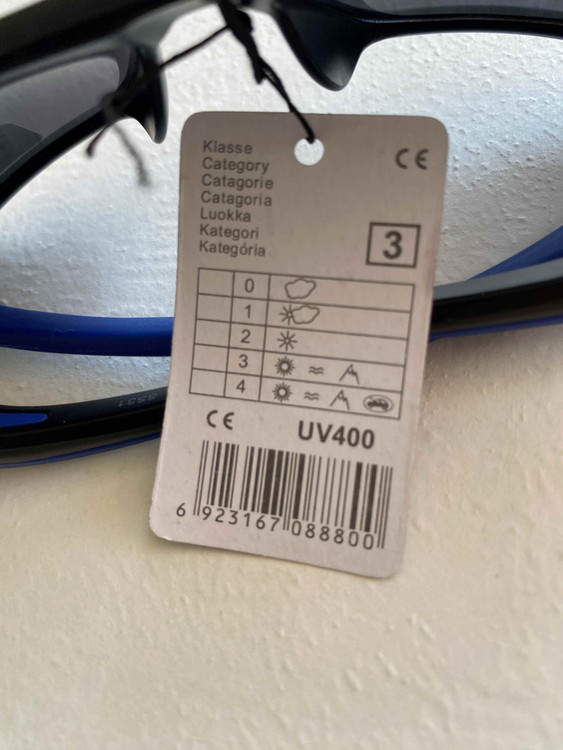 Klasse
Category
Catagorie
Catagoria
Luokka
Kategori
Kategória
CE
3
0
1
2
3
4
CE
UV400
6 923167 088800